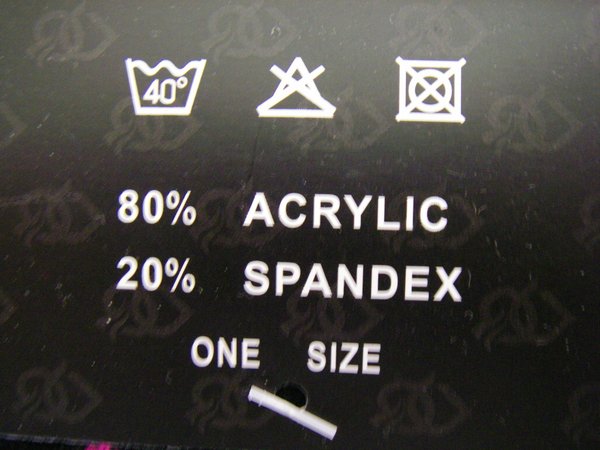 40°
80% ACRYLIC
20% SPANDEX
ONE SIZE